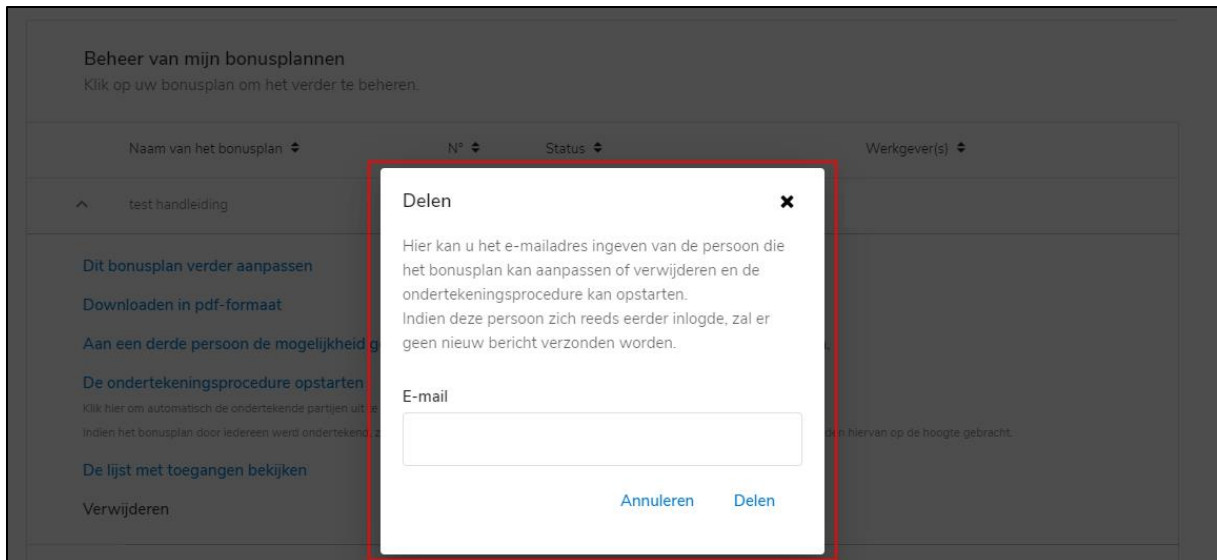 Beheer van mijn bonusplannen
Klik op uw bonusplan om het verder te beheren.
Naam van het bonusplan N° Status Werkgever(s)
test handleiding
Dit bonusplan verder aanpassen
Downloaden in pdf-formaat
Aan een derde persoon de mogelijkheid
De ondertekeningsprocedure opstarten
Klik hier om automatisch de ondertekende partijen uit te
Indien het bonusplan door iedereen werd ondertekend, hiervan op de hoogte gebracht.
De lijst met toegangen bekijken
Verwijderen
Delen
Hier kan u het e-mailadres ingeven van de persoon die
het bonusplan kan aanpassen of verwijderen en de
ondertekeningsprocedure kan opstarten.
Indien deze persoon zich reeds eerder inlogde, zal er
geen nieuw bericht verzonden worden.
E-mail
Annuleren Delen